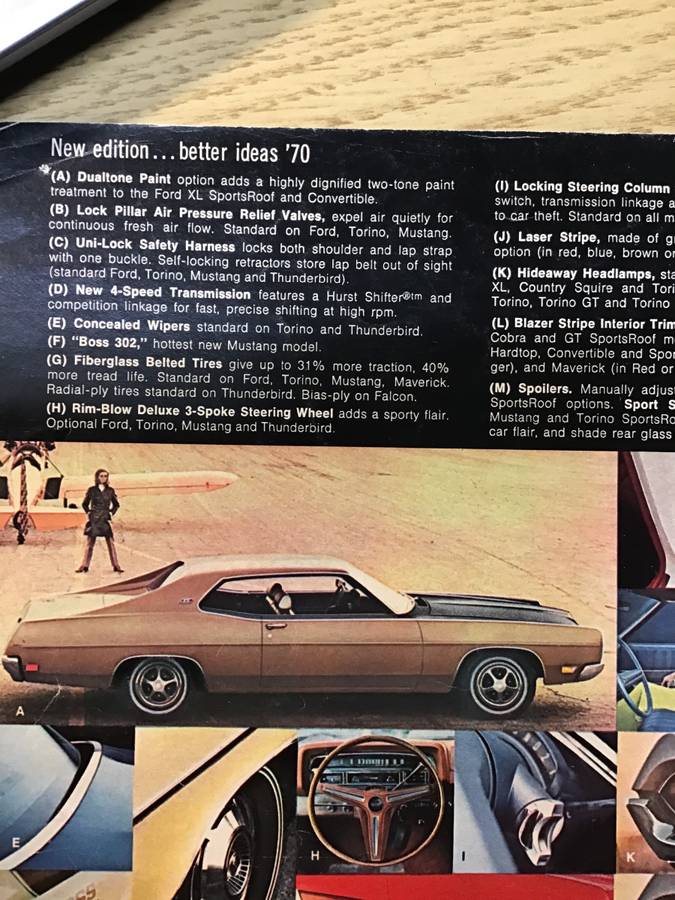 New edition...better ideas '70
(A) Dualtone Paint option adds a highly dignified two-tone paint
treatment to the Ford XL SportsRoof and Convertible.
(B) Lock Pillar Air Pressure Relief Valves, expel air quietly for
continuous fresh air flow. Standard on Ford, Torino, Mustang.
(C) Uni-Lock Safety Harness locks both shoulder and lap strap
with one buckle. Self-locking retractors store lap belt out of sight
(standard Ford, Torino, Mustang and Thunderbird).
(D) New 4-Speed Transmission features a Hurst Shifter®tm and
competition linkage for fast, precise shifting at high rpm.
(E) Concealed Wipers standard on Torino and Thunderbird.
(F) "Boss 302," hottest new Mustang model.
(G) Fiberglass Belted Tires give up to 31% more traction, 40%
more tread life. Standard on Ford, Torino, Mustang, Maverick.
Radial-ply tires standard on Thunderbird. Bias-ply on Falcon.
(H) Rim-Blow Deluxe 3-Spoke Steering Wheel adds a sporty flair.
Optional Ford, Torino, Mustang and Thunderbird.
(I) Locking Steering Column
switch, transmission linkage a
to car theft. Standard on all m
(J) Laser Stripe, made of g
option (in red, blue, brown or
(K) Hideaway Headlamps, sta
XL, Country Squire and Tori
Torino, Torino GT and Torino
(L) Blazer Stripe Interior Trim
Cobra and GT SportsRoof m
Hardtop, Convertible and Spor
ger), and Maverick (in Red or
(M) Spoilers. Manually adjust
SportsRoof options. Sport S
Mustang and Torino SportsRo
car flair, and shade rear glass
A
E
H
I
K